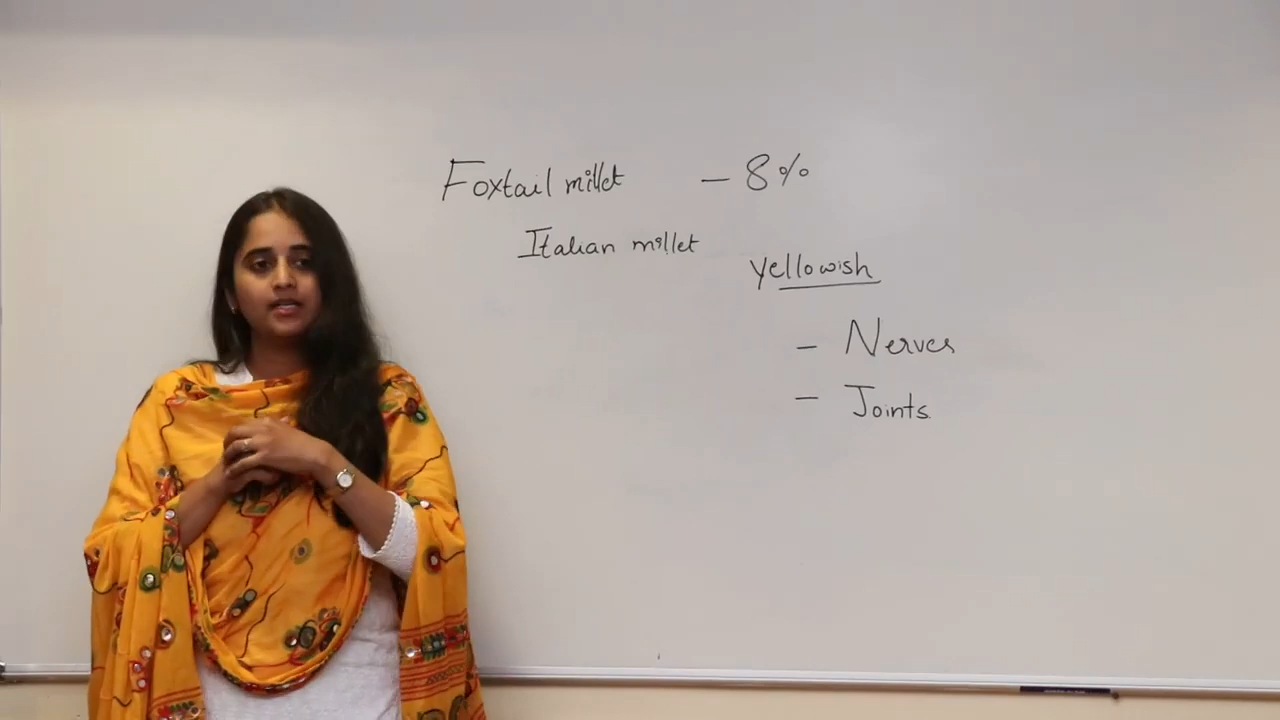 Foxtail millet - 8%
Italian millet
Yellowish
- Nerves
- Joints